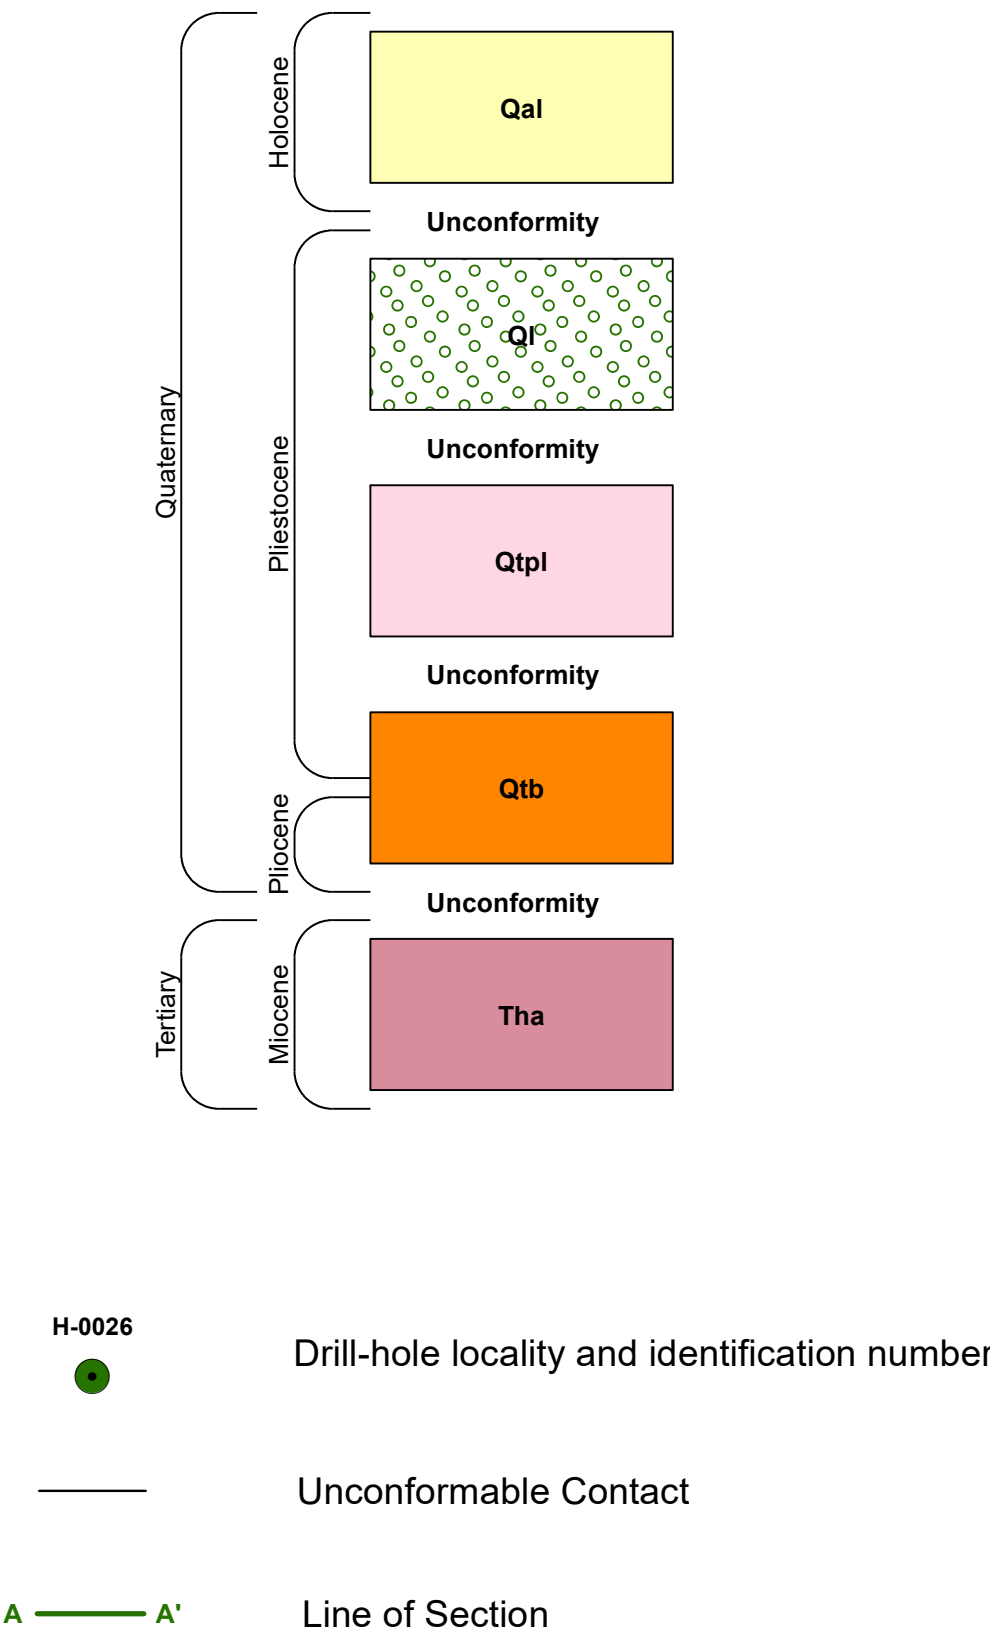 Quaternary
Holocene
Qal
Unconformity
Pliestocene
Ql
Unconformity
Qtpl
Unconformity
Qtb
Pliocene
Unconformity
Tertiary
Miocene
Tha
H-0026
Drill-hole locality and identification number
Unconformable Contact
A A' Line of Section